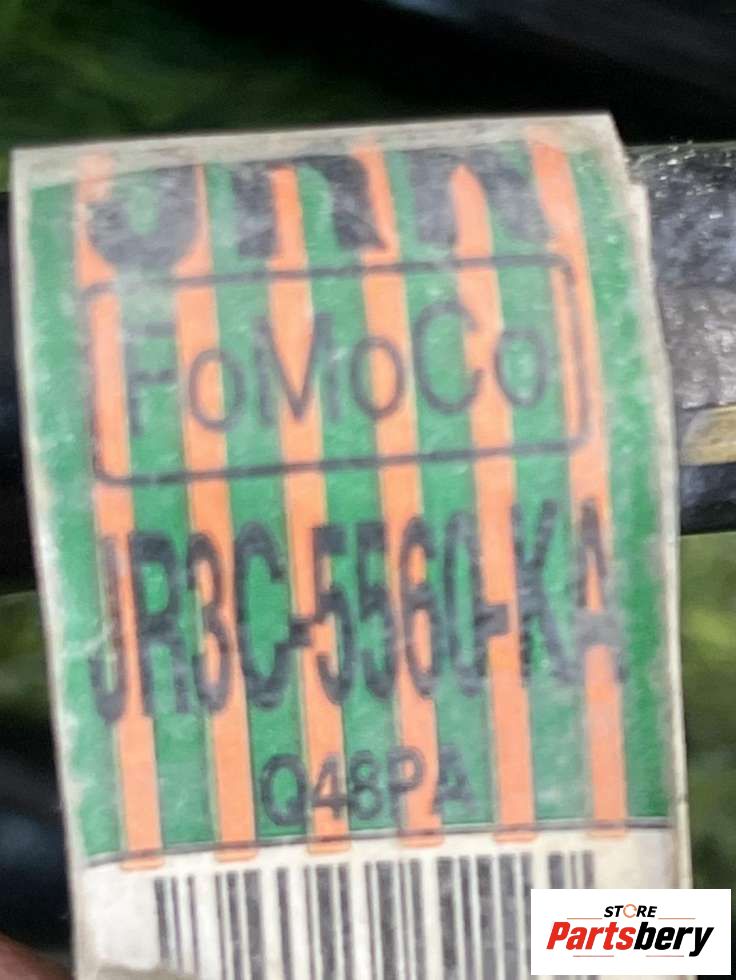 FoMoCo
JR3C-5560-KA
Q48PA
STORE
Partsbery